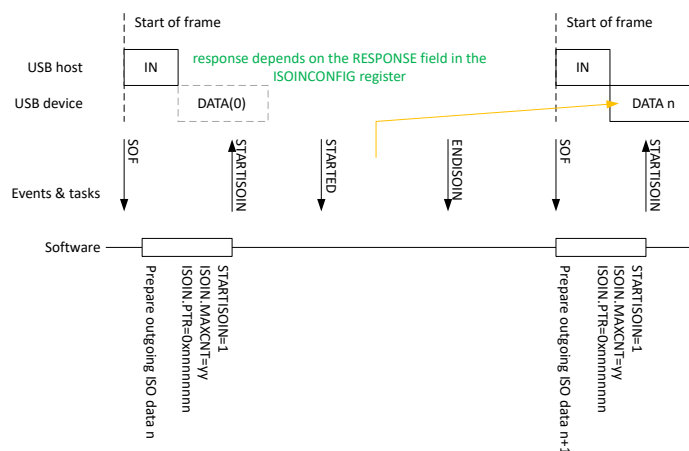 Start of frame
Start of frame
USB host
IN
response depends on the RESPONSE field in the
ISOINCONFIG register
IN
USB device
DATA(0)
DATA n
Events & tasks
SOF
STARTISOIN
STARTED
ENDISOIN
SOF
STARTISOIN
Software
STARTISOIN=1
ISOIN.MAXCNT=yy
ISOIN.PTR=0xnnnnnnnn
Prepare outgoing ISO data n
STARTISOIN=1
ISOIN.MAXCNT=yy
ISOIN.PTR=0xnnnnnnnn
Prepare outgoing ISO data n+1